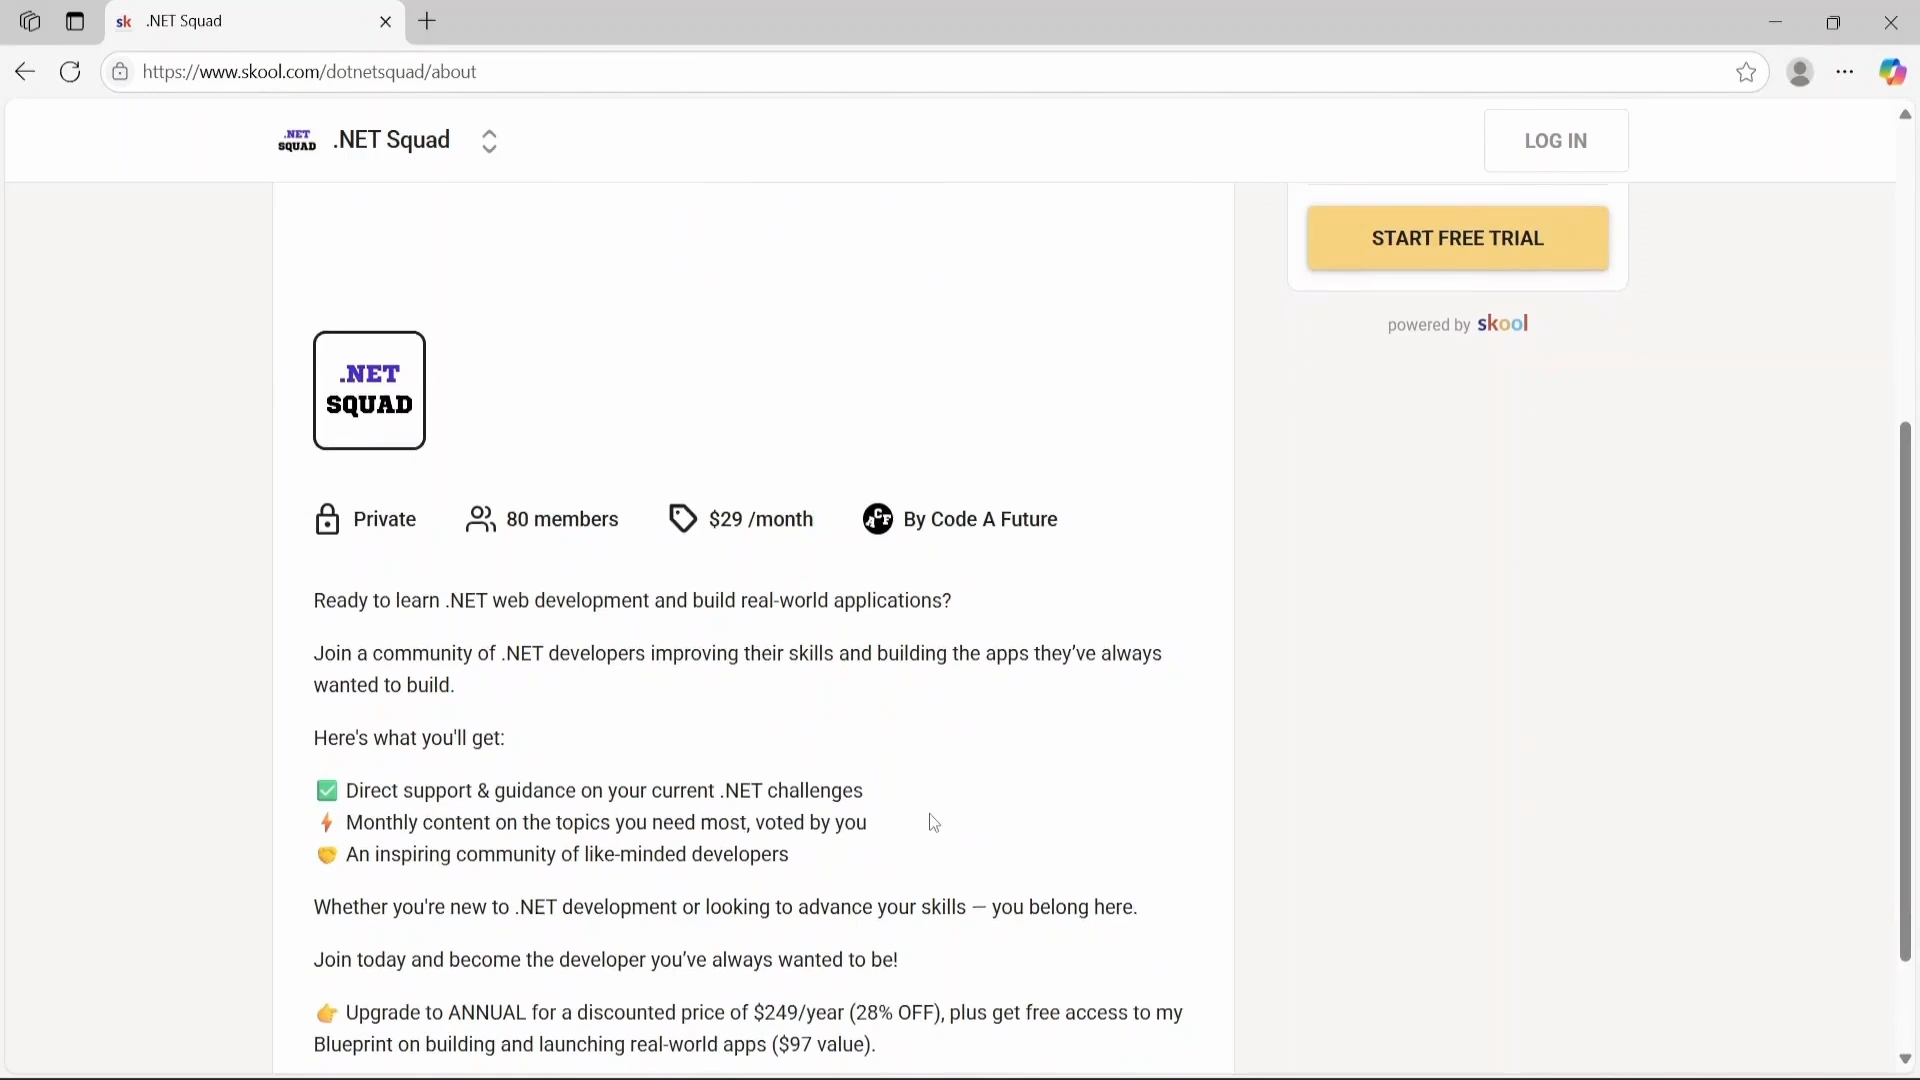 sk .NET Squad
https://www.skool.com/dotnetsquad/about
.NET
SQUAD
.NET Squad
LOG IN
START FREE TRIAL
powered by skool
.NET
SQUAD
Private
80 members
$29 /month
ACF
By Code A Future
Ready to learn .NET web development and build real-world applications?
Join a community of .NET developers improving their skills and building the apps they’ve always
wanted to build.
Here's what you'll get:
✅ Direct support & guidance on your current .NET challenges
⚡ Monthly content on the topics you need most, voted by you
🤝 An inspiring community of like-minded developers
Whether you're new to .NET development or looking to advance your skills — you belong here.
Join today and become the developer you’ve always wanted to be!
👉 Upgrade to ANNUAL for a discounted price of $249/year (28% OFF), plus get free access to my
Blueprint on building and launching real-world apps ($97 value).